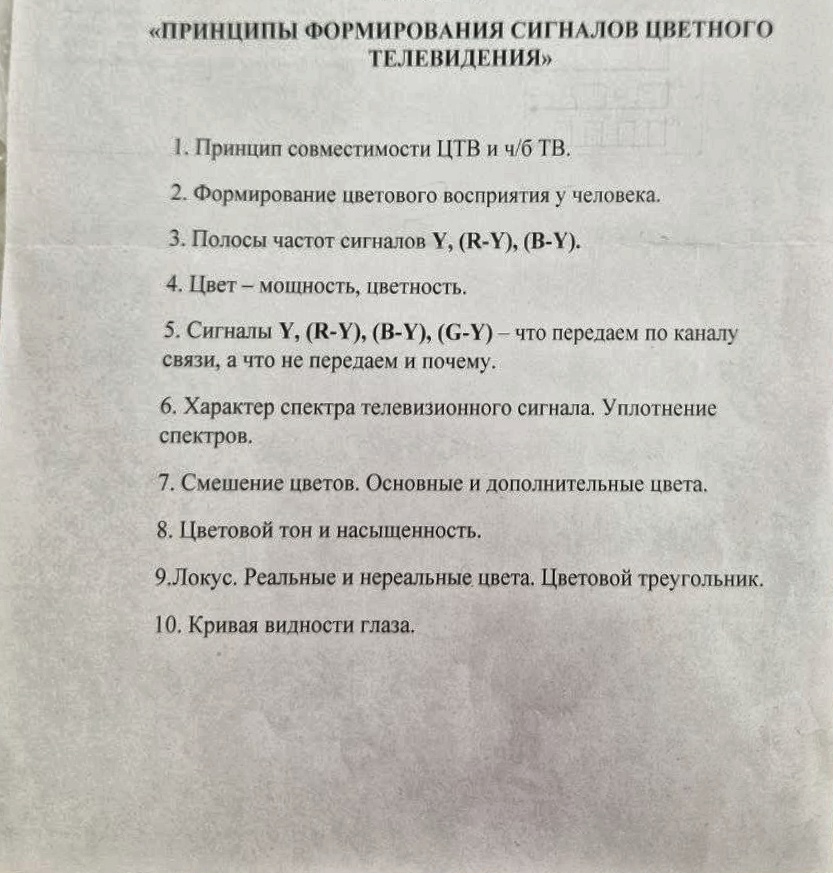 «ПРИНЦИПЫ ФОРМИРОВАНИЯ СИГНАЛОВ ЦВЕТНОГО
ТЕЛЕВИДЕНИЯ»
1. Принцип совместимости ЦТВ и ч/б ТВ.
2. Формирование цветового восприятия у человека.
3. Полосы частот сигналов Y, (R-Y), (B-Y).
4. Цвет – мощность, цветность.
5. Сигналы Y, (R-Y), (B-Y), (G-Y) – что передаем по каналу
связи, а что не передаем и почему.
6. Характер спектра телевизионного сигнала. Уплотнение
спектров.
7. Смешение цветов. Основные и дополнительные цвета.
8. Цветовой тон и насыщенность.
9.Локус. Реальные и нереальные цвета. Цветовой треугольник.
10. Кривая видности глаза.